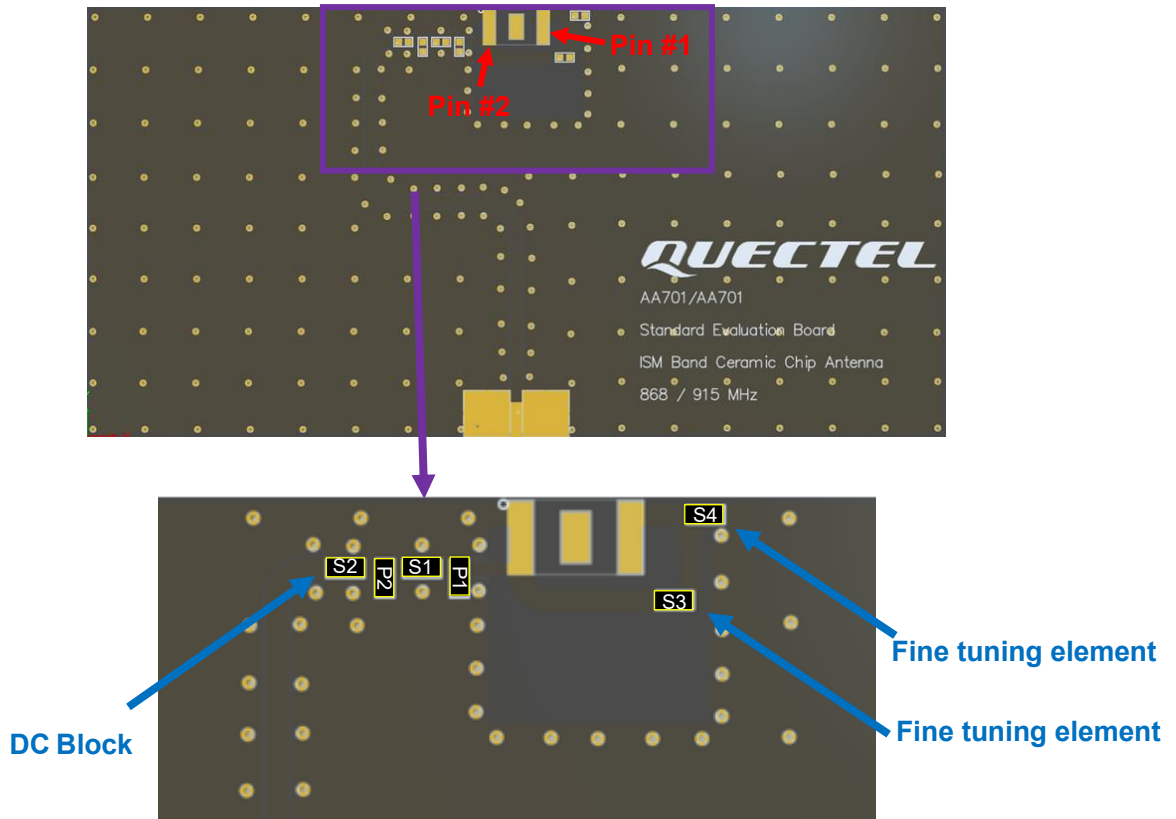 Pin #1
Pin #2
QUECTEL
AA701/AA701
Standard Evaluation Board
ISM Band Ceramic Chip Antenna
868 / 915 MHz
S4
S2
P2
S1
P1
S3
Fine tuning element
Fine tuning element
DC Block